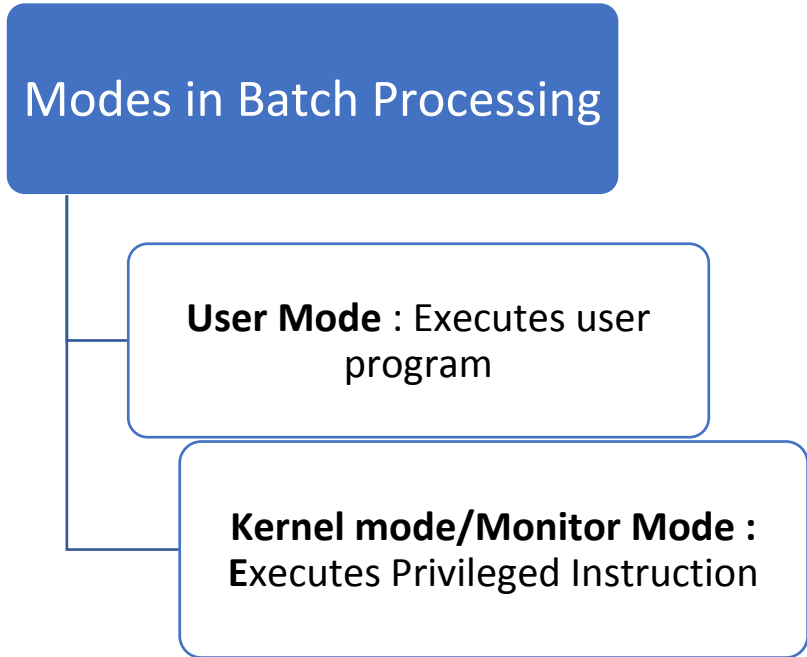 Modes in Batch Processing
User Mode : Executes user
program
Kernel mode/Monitor Mode :
Executes Privileged Instruction